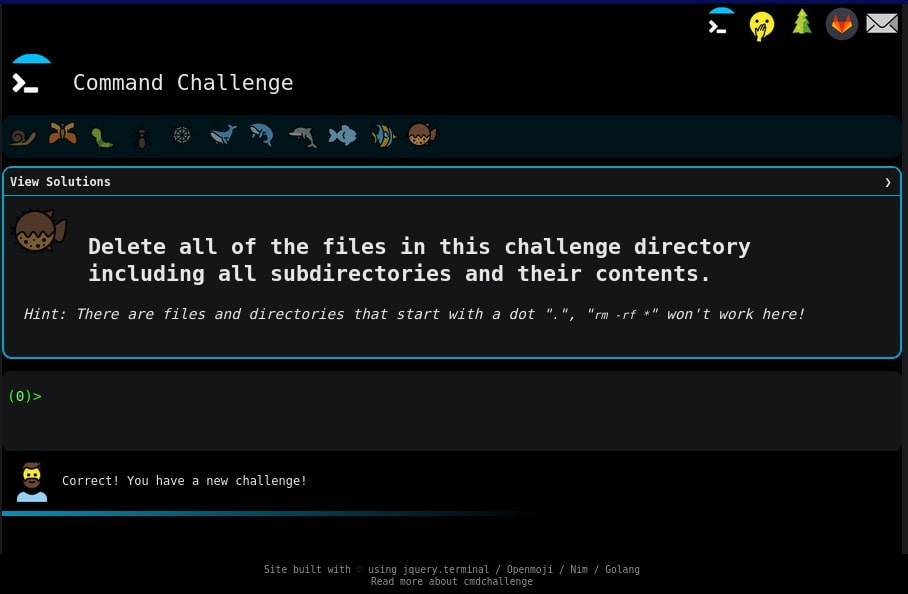 Command Challenge
View Solutions
Delete all of the files in this challenge directory
including all subdirectories and their contents.
Hint: There are files and directories that start with a dot ".", "rm -rf *" won't work here!
(0)>
Correct! You have a new challenge!
Site built with ♡ using jquery.terminal / Openmoji / Nim / Golang
Read more about cmdchallenge